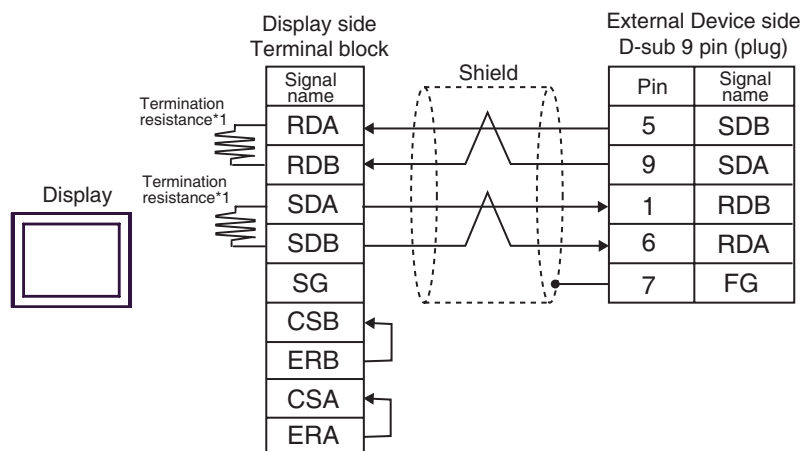 Display side
Terminal block
External Device side
D-sub 9 pin (plug)
Signal
name
Shield
Pin
Signal
name
Termination
resistance*1
RDA
5
SDB
RDB
9
SDA
Termination
resistance*1
Display
SDA
1
RDB
SDB
6
RDA
SG
7
FG
CSB
ERB
CSA
ERA